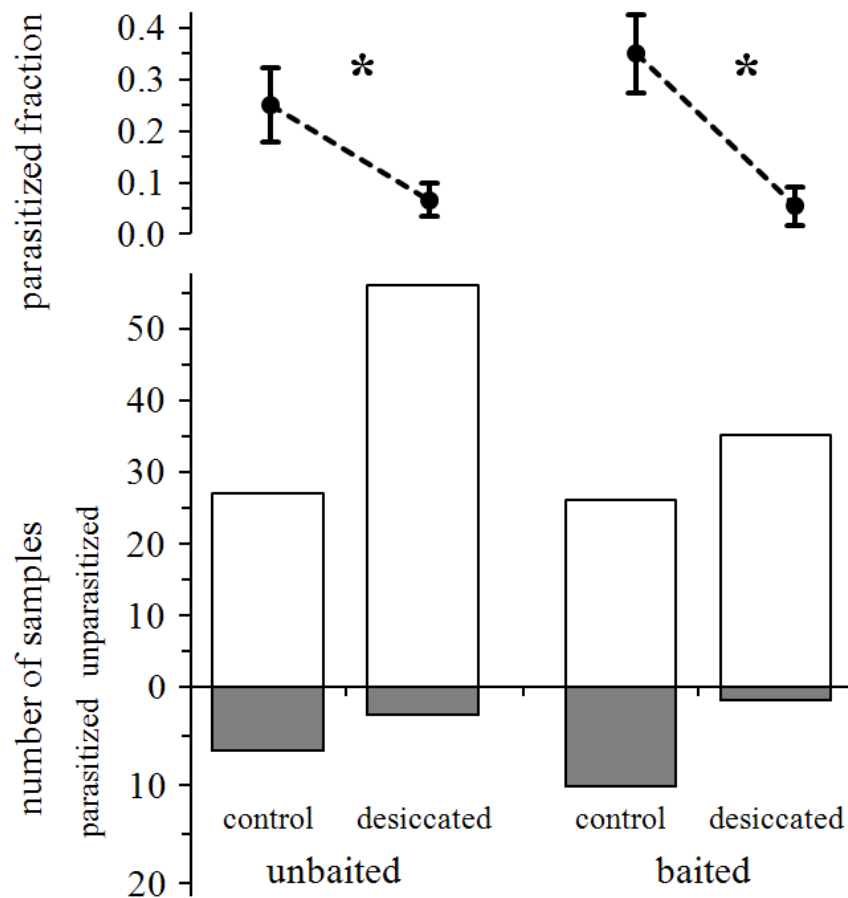 parasitized fraction
0.4
0.3
0.2
0.1
0.0
*
*
number of samples
unparasitized
parasitized
50
40
30
20
10
0
10
20
control
desiccated
control
desiccated
unbaited
baited